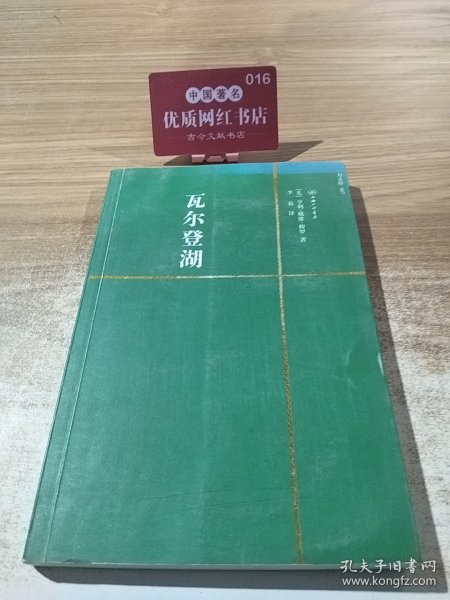 016
中国著名
优质网红书店
古今文献书店
瓦尔登湖
[美] 亨利·戴维·梭罗 著
李 译
孔夫子旧书网
www.kongfz.com